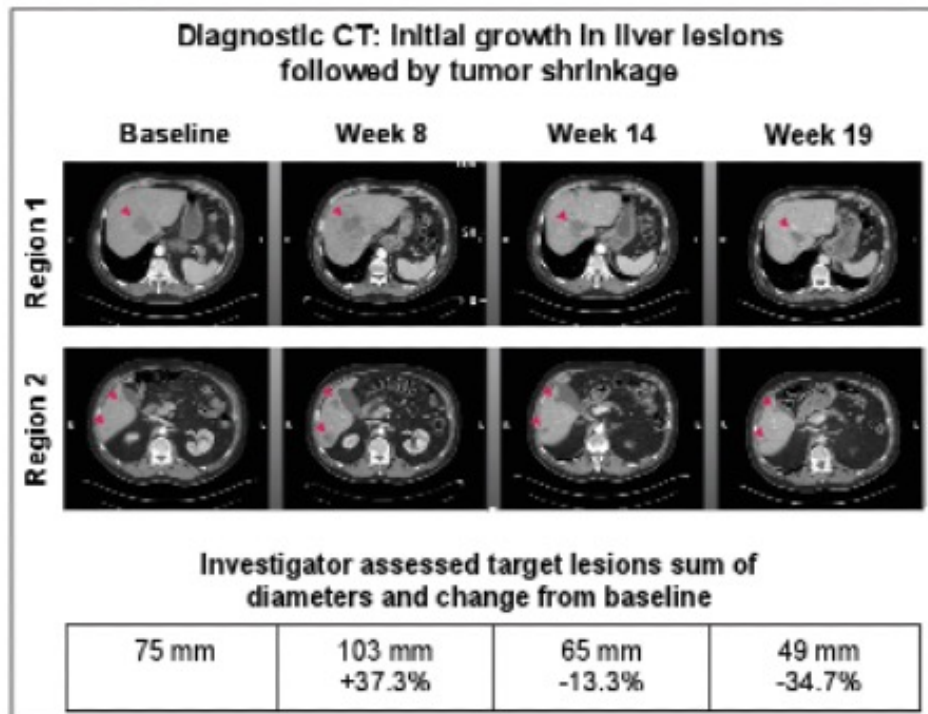 Diagnostic CT: Initial growth in liver lesions
followed by tumor shrinkage
Baseline Week 8 Week 14 Week 19
Region 1
Region 2
Investigator assessed target lesions sum of
diameters and change from baseline
75 mm 103 mm 65 mm 49 mm
+37.3% -13.3% -34.7%